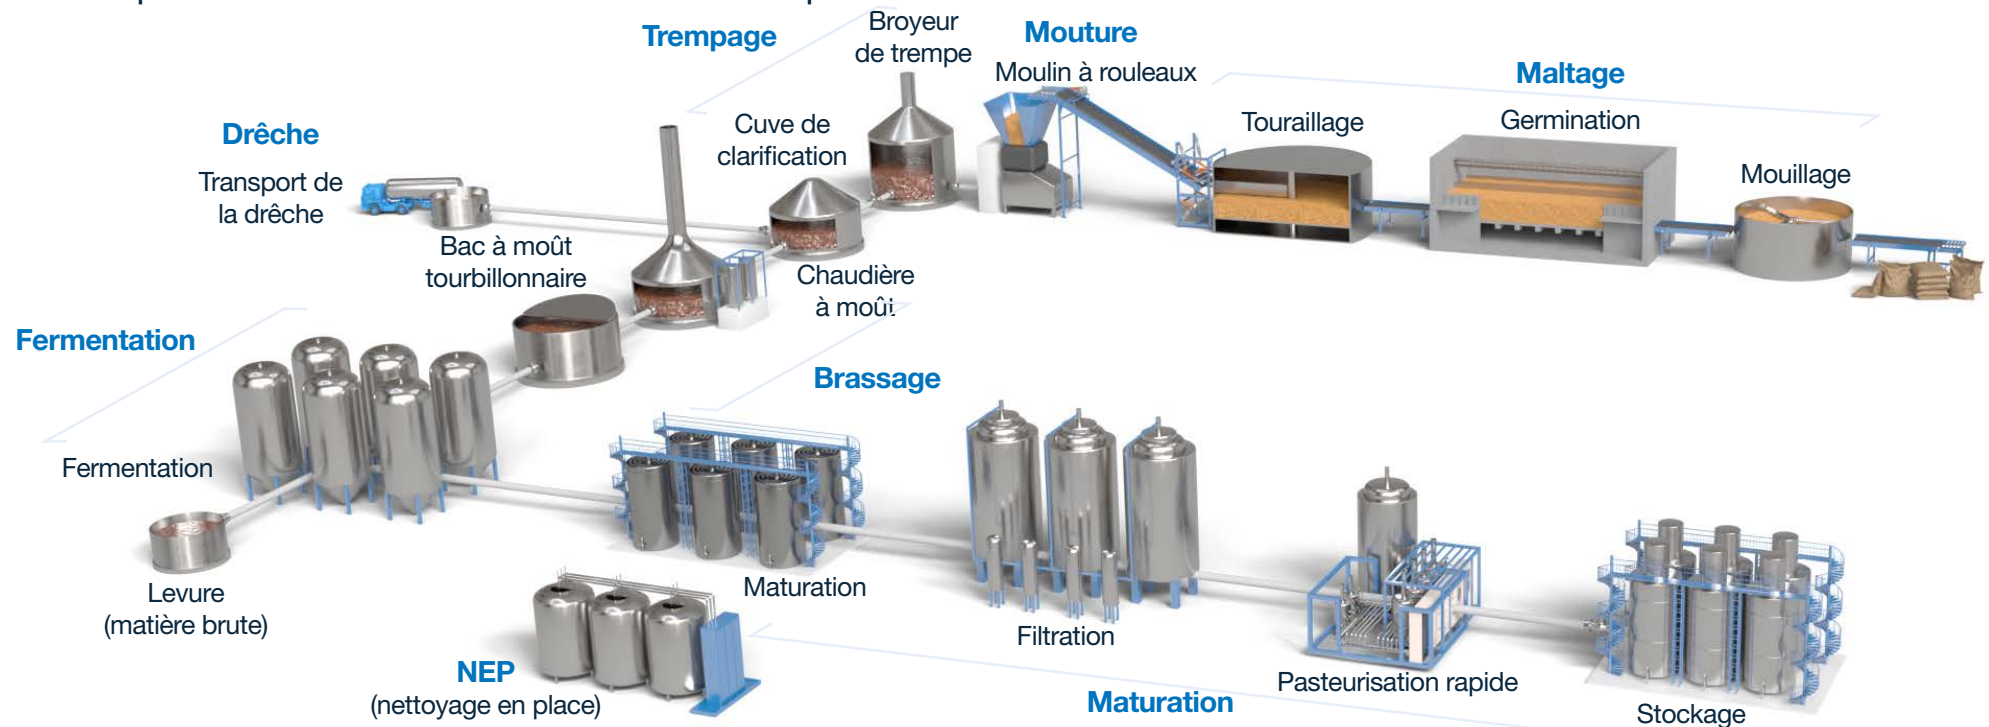 Trempage
Broyeur
de trempe
Mouture
Moulin à rouleaux
Maltage
Drêche
Transport de
la drêche
Cuve de
clarification
Touraillage
Germination
Mouillage
Bac à moût
tourbillonnaire
Chaudière
à moût
Fermentation
Brassage
Fermentation
Levure
(matière brute)
Maturation
Filtration
NEP
(nettoyage en place)
Maturation
Pasteurisation rapide
Stockage